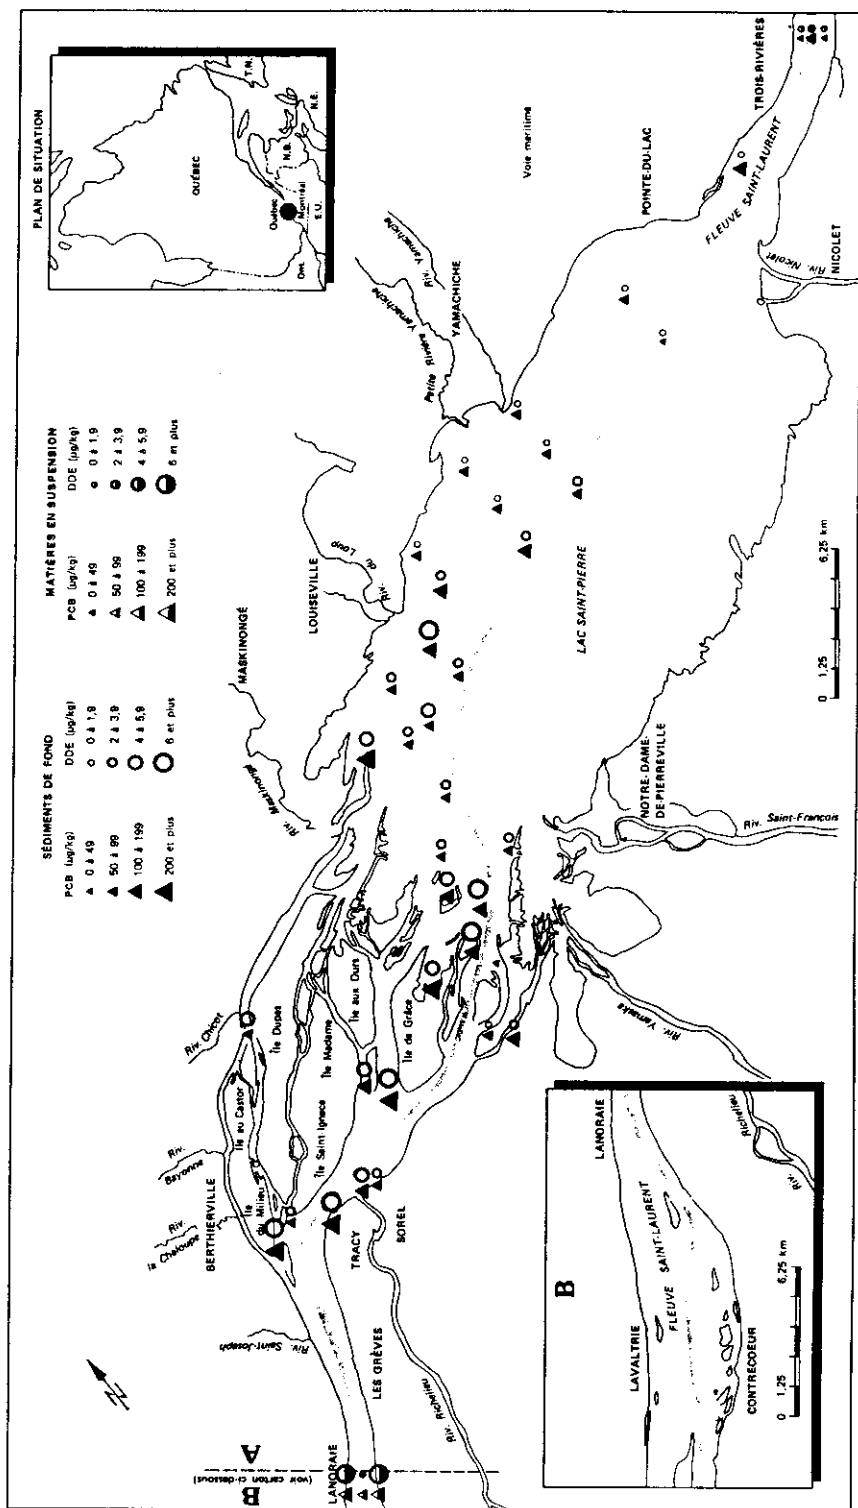 PLAN DE SITUATION
QUÉBEC
T.N.
N.B.
N.E.
Québec
Montréal
Ont.
E.U.
SÉDIMENTS DE FOND
PCB (µg/kg)
DDE (µg/kg)
0 à 49
0 à 1,9
50 à 99
2 à 3,9
100 à 199
4 à 5,9
200 et plus
6 et plus
MATIÈRES EN SUSPENSION
PCB (µg/kg)
DDE (µg/kg)
0 à 49
0 à 1,9
50 à 99
2 à 3,9
100 à 199
4 à 5,9
200 et plus
6 et plus
Voie maritime
TROIS-RIVIÈRES
POINTE-DU-LAC
FLEUVE SAINT-LAURENT
Riv. Nicolet
NICOLET
Riv. Yamachiche
YAMACHICHE
Petite Rivière Yamachiche
Riv. du Loup
LOUISEVILLE
MASKINONGÉ
Riv. Maskinongé
LAC SAINT-PIERRE
0 1,25 6,25 km
NOTRE-DAME-
DE-PIERREVILLE
Riv. Saint-François
Riv. Yamaska
Riv. Chicot
Île Dupas
Île aux Ours
Île Madame
Île de Grâce
Île au Castor
Île Saint-Ignace
Riv.
Bayonne
Île
du Milieu
Riv.
la Chaloupe
BERTHIERVILLE
TRACY
SOREL
Riv.
Saint-Joseph
LES GRÈVES
Riv. Richelieu
N
A
(voir carton ci-dessous)
B
LANORAIE
B
LANORAIE
LAVALTRIE
FLEUVE SAINT-LAURENT
CONTRECOEUR
Riv. Richelieu
0 1,25 6,25 km